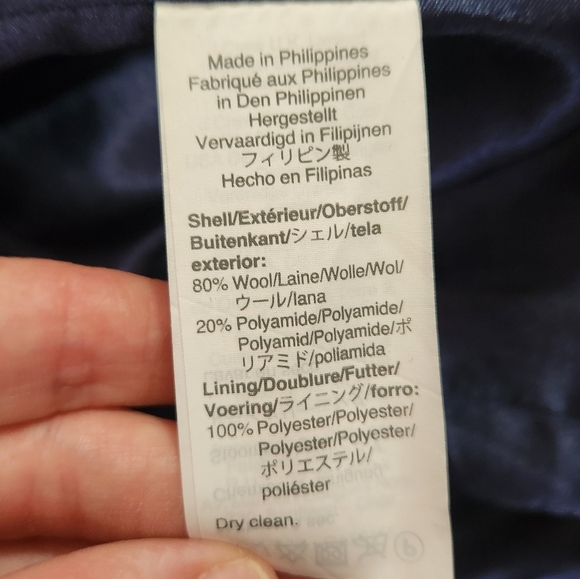 Made in Philippines
Fabriqué aux Philippines
in Den Philippinen
Hergestellt
Vervaardigd in Filipijnen
フィリピン製
Hecho en Filipinas
Shell/Extérieur/Oberstoff/
Buitenkant/シェル/tela
exterior:
80% Wool/Laine/Wolle/Wol/
ウール/lana
20% Polyamide/Polyamide/
Polyamid/Polyamide/ポ
リアミド/poliamida
Lining/Doublure/Futter/
Voering/ライニング/forro:
100% Polyester/Polyester/
Polyester/Polyester/
ポリエステル/
poliéster
Dry clean.